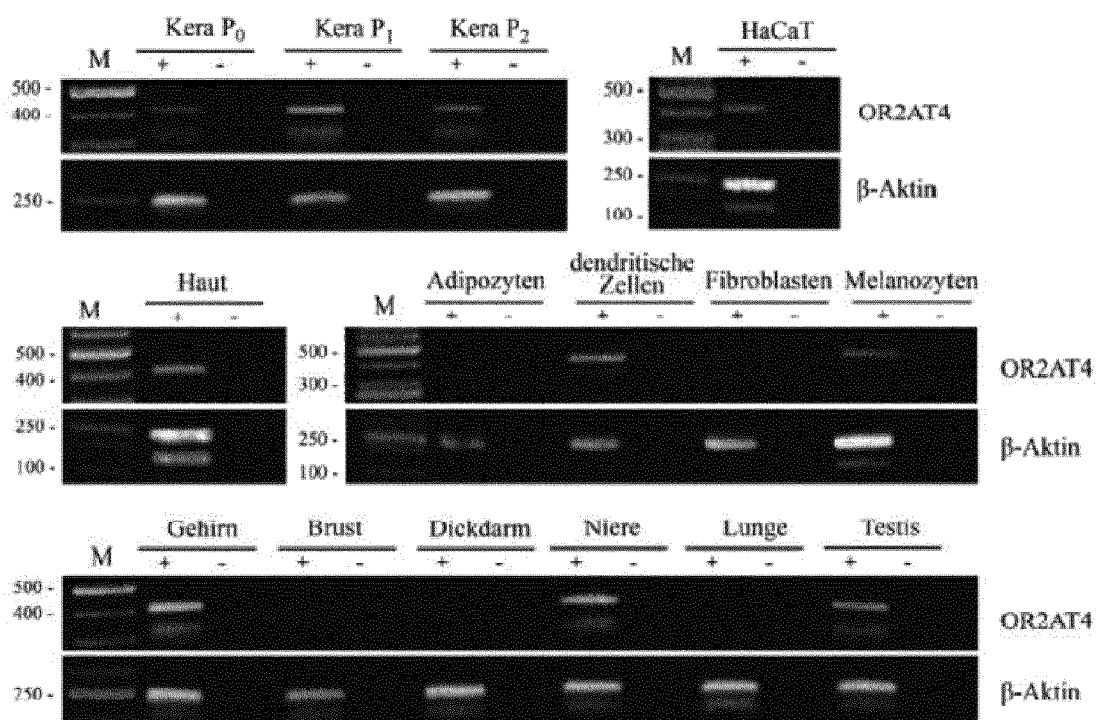 Kera P₀ Kera P₁ Kera P₂ HaCaT
M + - + - + - M + -
500 - 500 -
400 - OR2AT4
300 -
250 -
250 - β-Aktin
100 -
Haut Adipozyten dendritische Zellen Fibroblasten Melanozyten
M + - M + - + - + - + -
500 - 500 -
400 - 300 - OR2AT4
250 - 250 - β-Aktin
100 - 100 -
Gehirn Brust Dickdarm Niere Lunge Testis
M + - + - + - + - + - + -
500 -
400 - OR2AT4
250 - β-Aktin